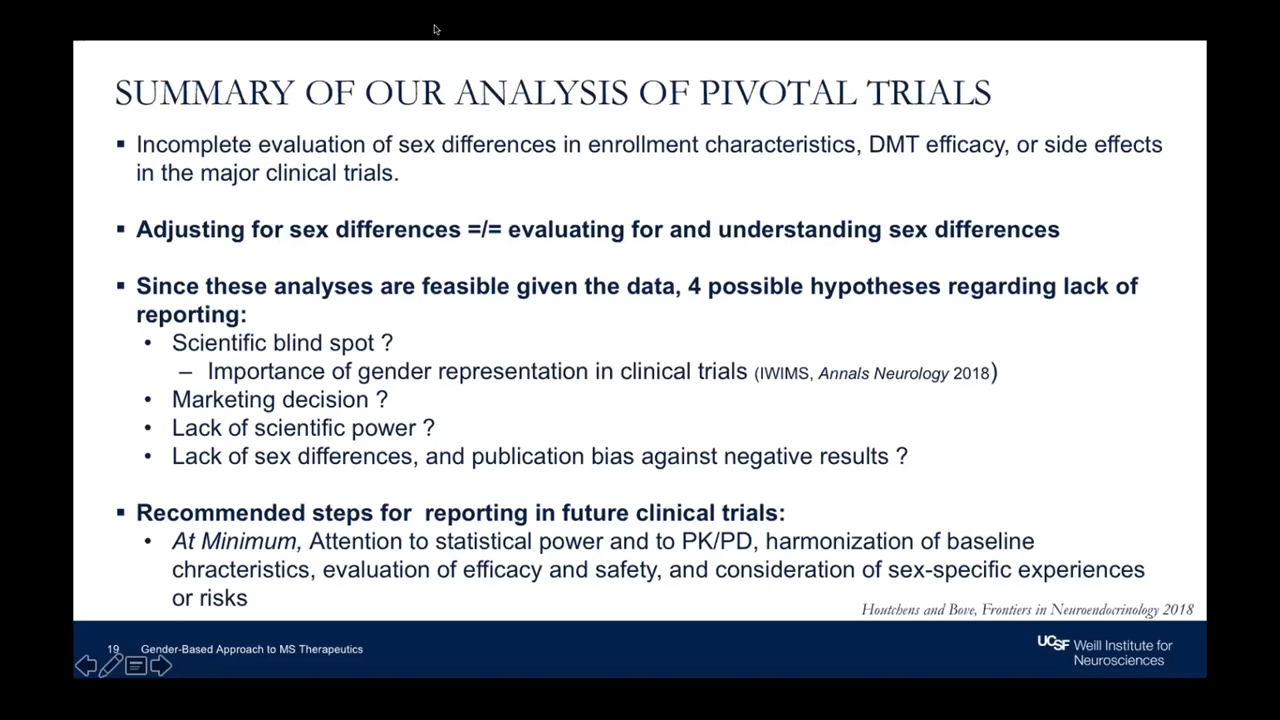 SUMMARY OF OUR ANALYSIS OF PIVOTAL TRIALS
▪ Incomplete evaluation of sex differences in enrollment characteristics, DMT efficacy, or side effects
in the major clinical trials.
▪ Adjusting for sex differences =/= evaluating for and understanding sex differences
▪ Since these analyses are feasible given the data, 4 possible hypotheses regarding lack of
reporting:
• Scientific blind spot ?
– Importance of gender representation in clinical trials (IWIMS, Annals Neurology 2018)
• Marketing decision ?
• Lack of scientific power ?
• Lack of sex differences, and publication bias against negative results ?
▪ Recommended steps for  reporting in future clinical trials:
• At Minimum, Attention to statistical power and to PK/PD, harmonization of baseline
chracteristics, evaluation of efficacy and safety, and consideration of sex-specific experiences
or risks
Houtchens and Bove, Frontiers in Neuroendocrinology 2018
19 Gender-Based Approach to MS Therapeutics
UCSF Weill Institute for
Neurosciences